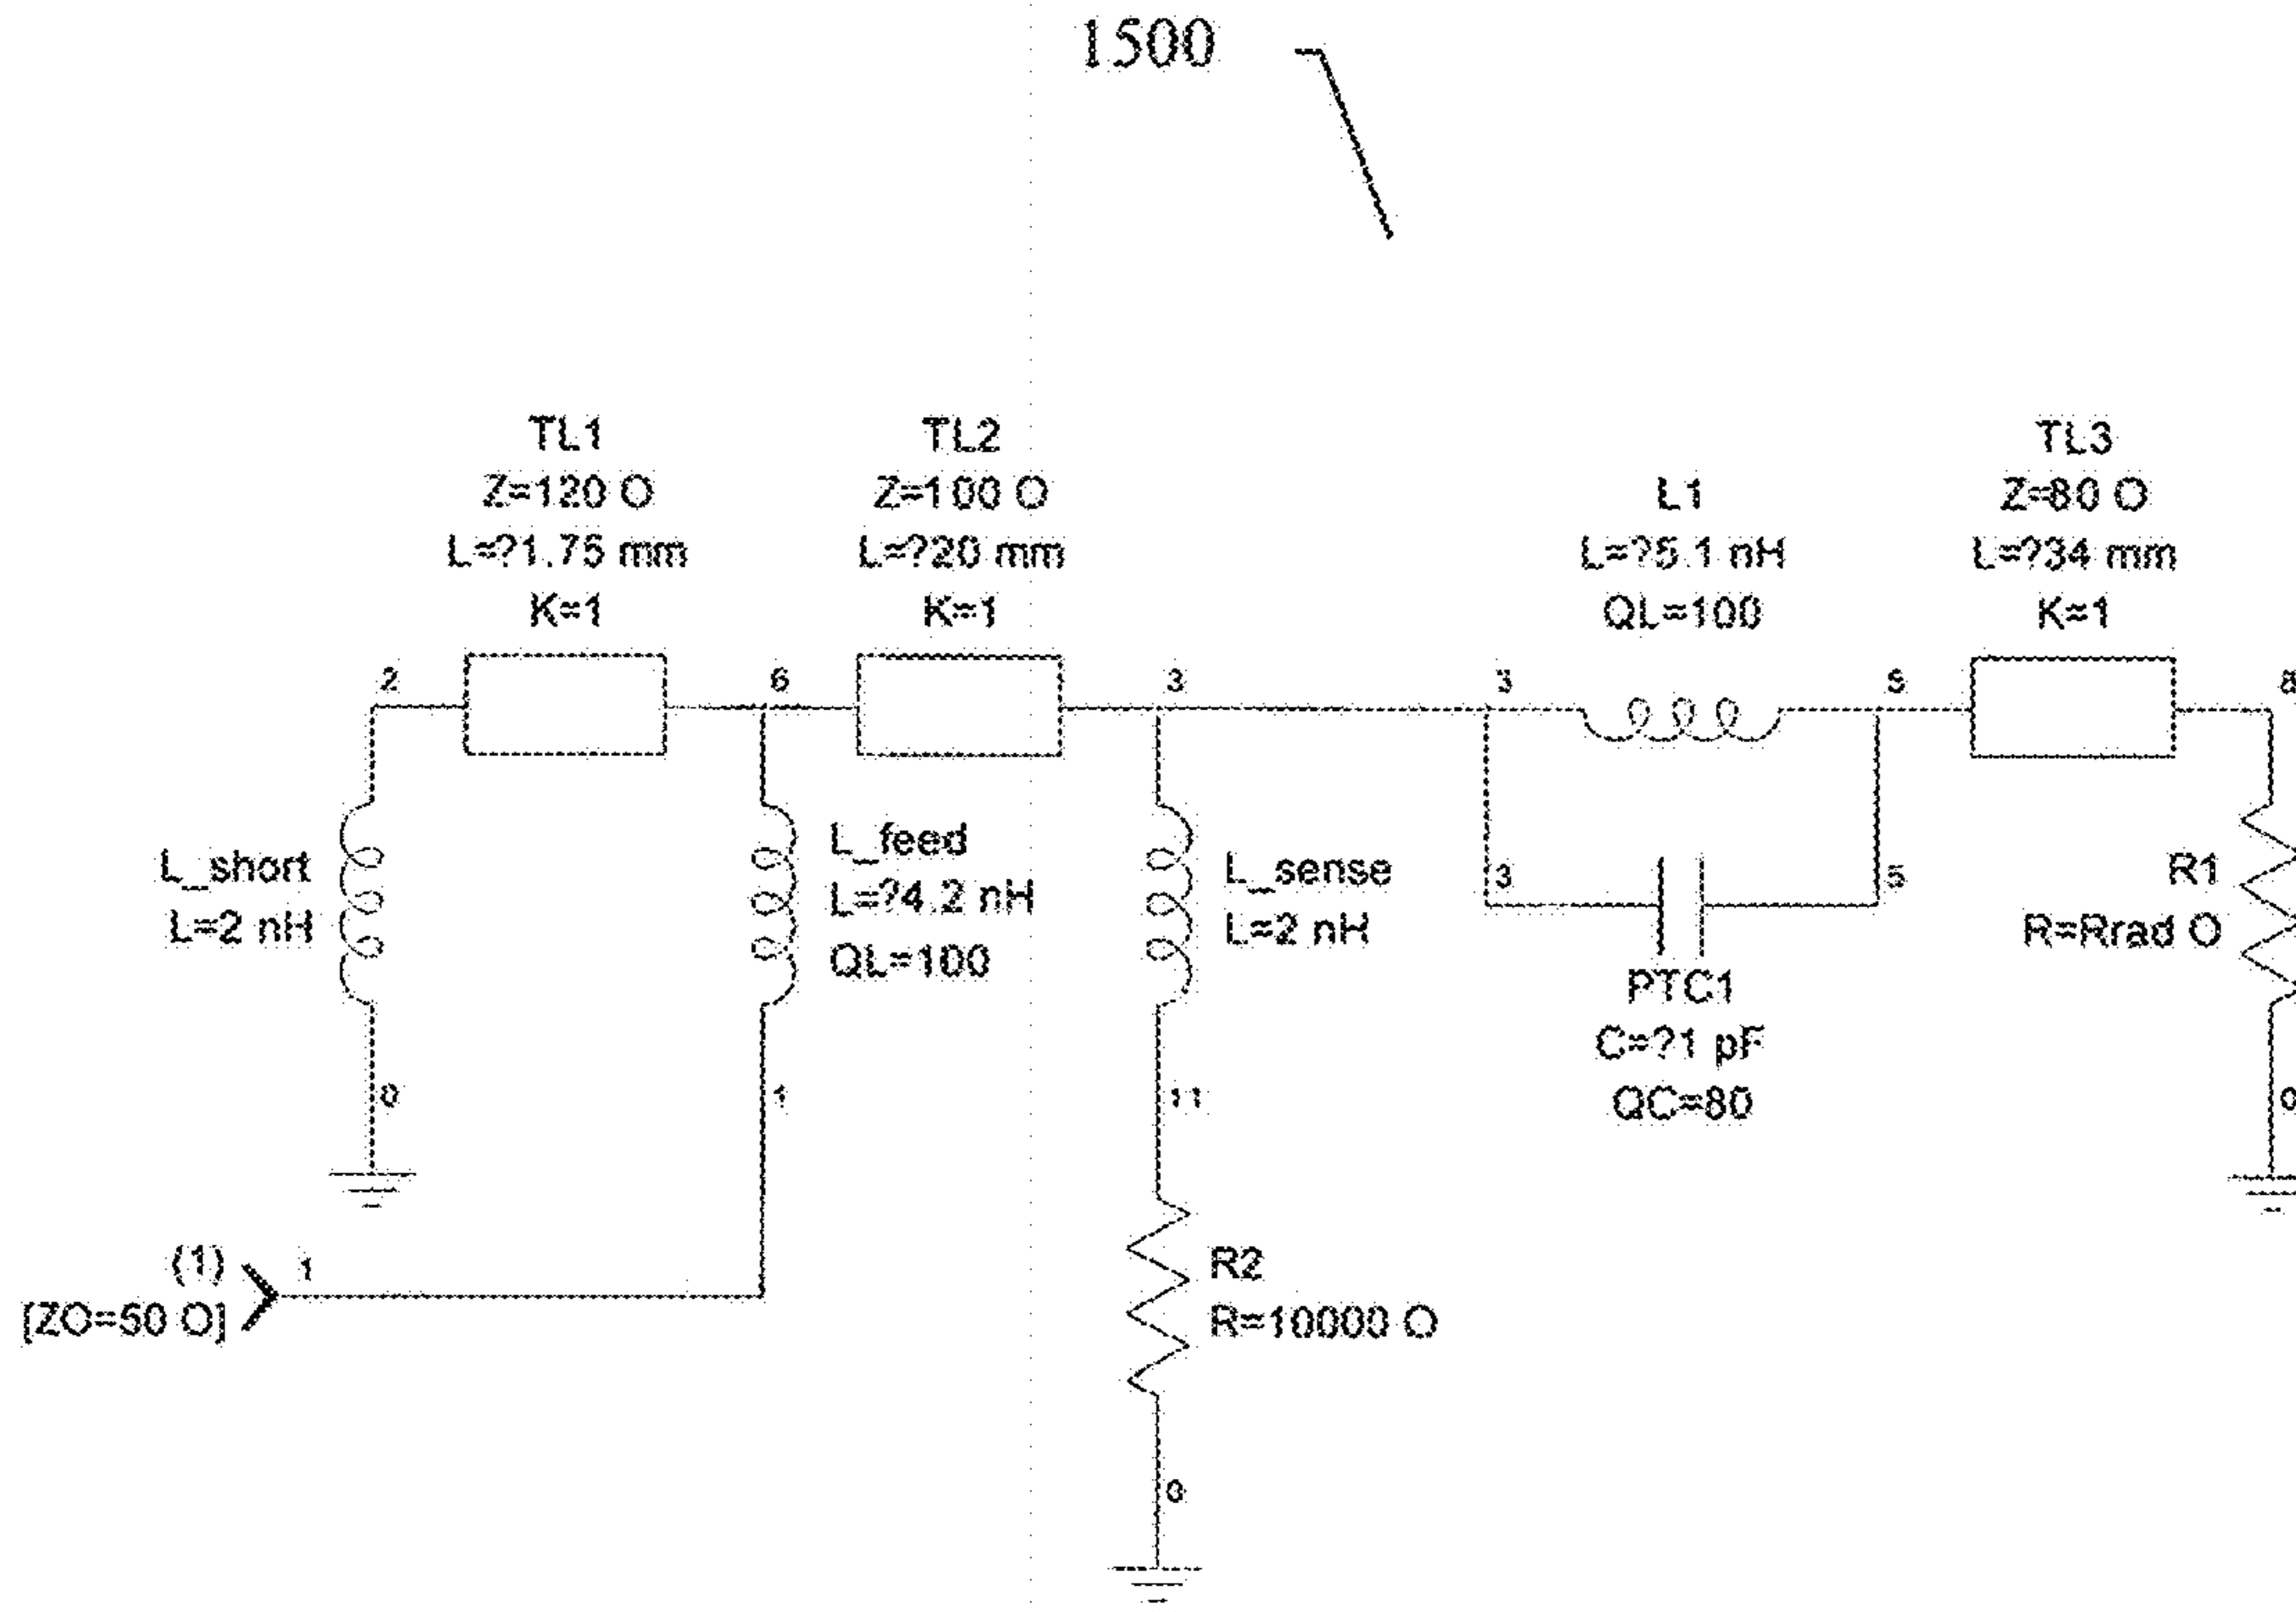 1500
TL1
Z=120 O
L=?1.75 mm
K=1
TL2
Z=100 O
L=?20 mm
K=1
L1
L=?5.1 nH
QL=100
TL3
Z=80 O
L=?34 mm
K=1
2
6
3
3
5
8
L_short
L=2 nH
L_feed
L=?4.2 nH
QL=100
L_sense
L=2 nH
3
5
PTC1
C=?1 pF
QC=80
R1
R=Rrad O
0
1
11
0
(1)
[ZO=50 O]
1
R2
R=10000 O
0